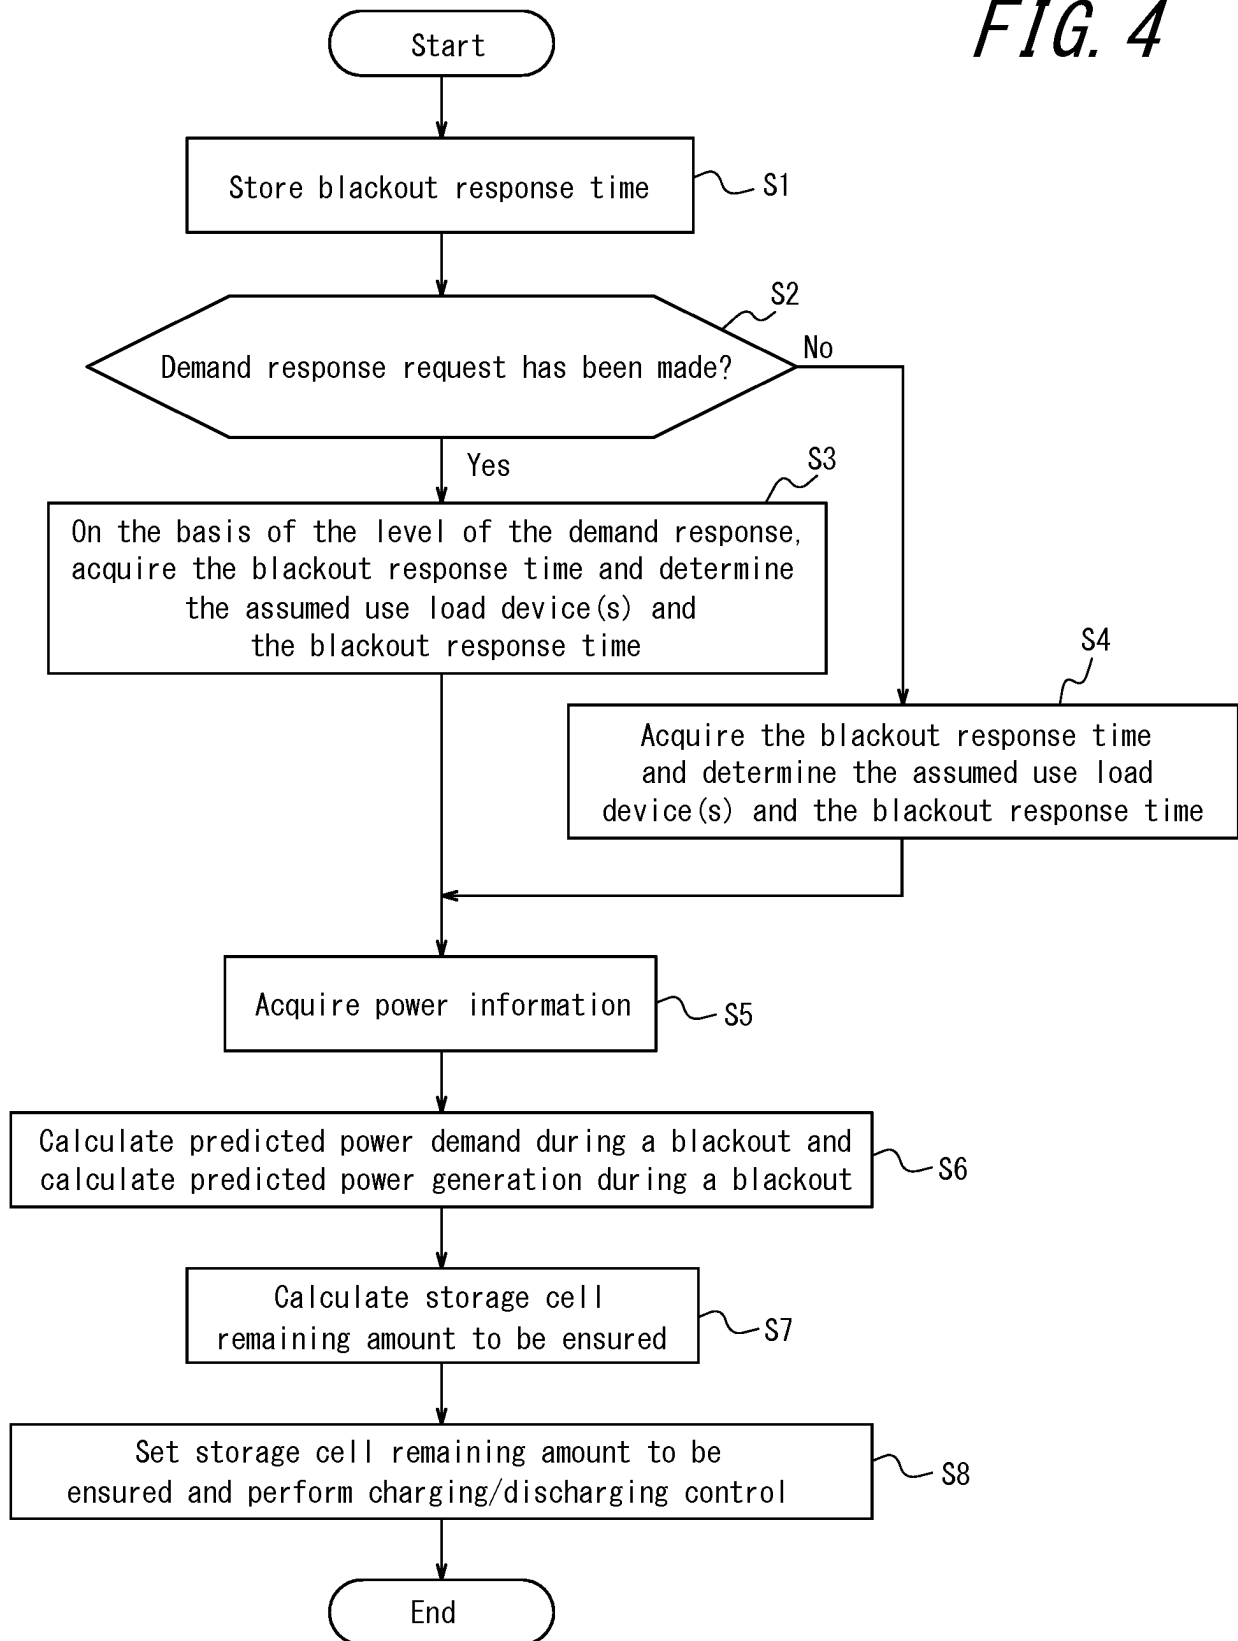 FIG. 4
Start
Store blackout response time
S1
S2
Demand response request has been made?
No
Yes
S3
On the basis of the level of the demand response,
acquire the blackout response time and determine
the assumed use load device(s) and
the blackout response time
S4
Acquire the blackout response time
and determine the assumed use load
device(s) and the blackout response time
Acquire power information
S5
Calculate predicted power demand during a blackout and
calculate predicted power generation during a blackout
S6
Calculate storage cell
remaining amount to be ensured
S7
Set storage cell remaining amount to be
ensured and perform charging/discharging control
S8
End